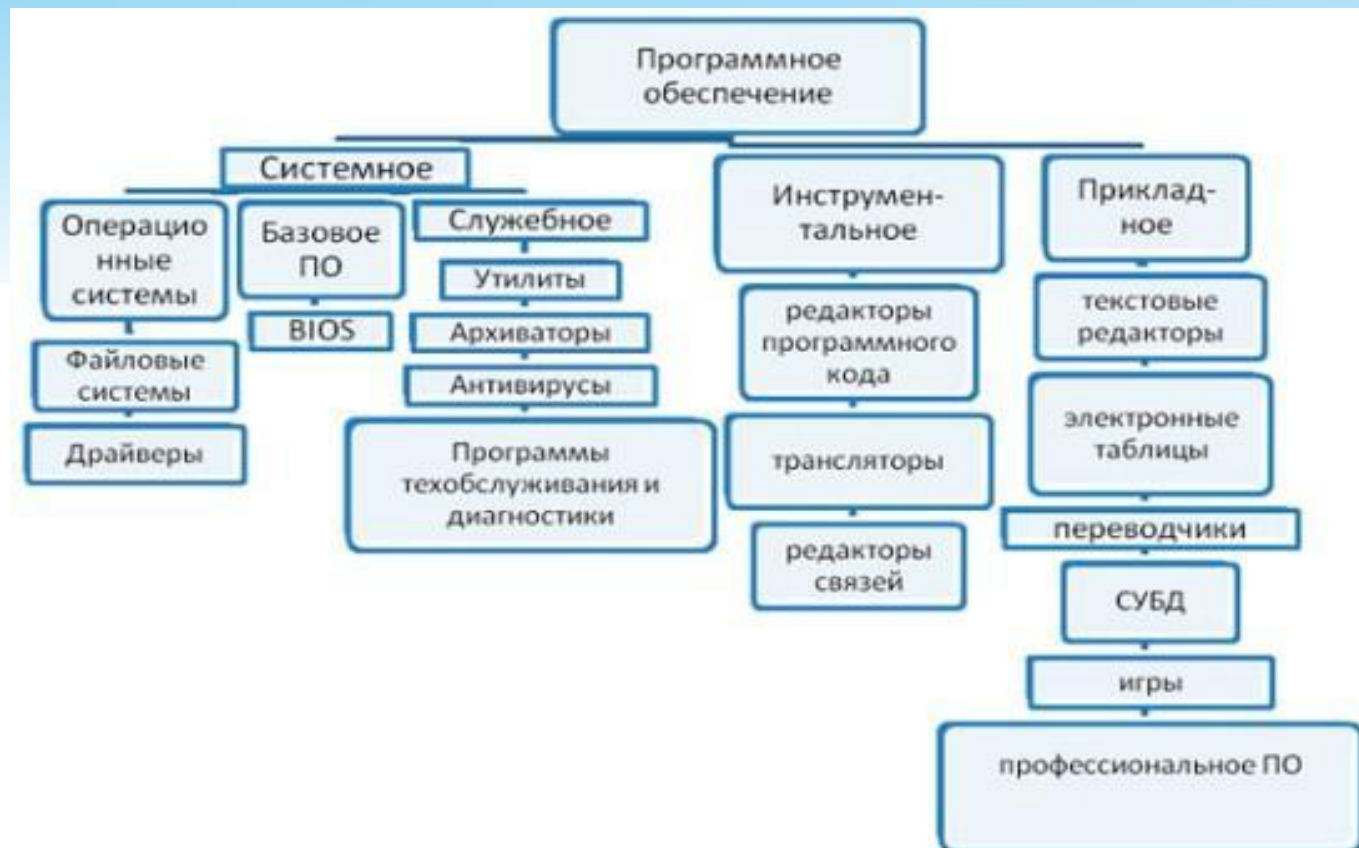 Программное
обеспечение
Системное
Операцио
нные
системы
Файловые
системы
Драйверы
Базовое
ПО
BIOS
Служебное
Утилиты
Архиваторы
Антивирусы
Программы
техобслуживания и
диагностики
Инструмен-
тальное
редакторы
программного
кода
трансляторы
редакторы
связей
Приклад-
ное
текстовые
редакторы
электронные
таблицы
переводчики
СУБД
игры
профессиональное ПО